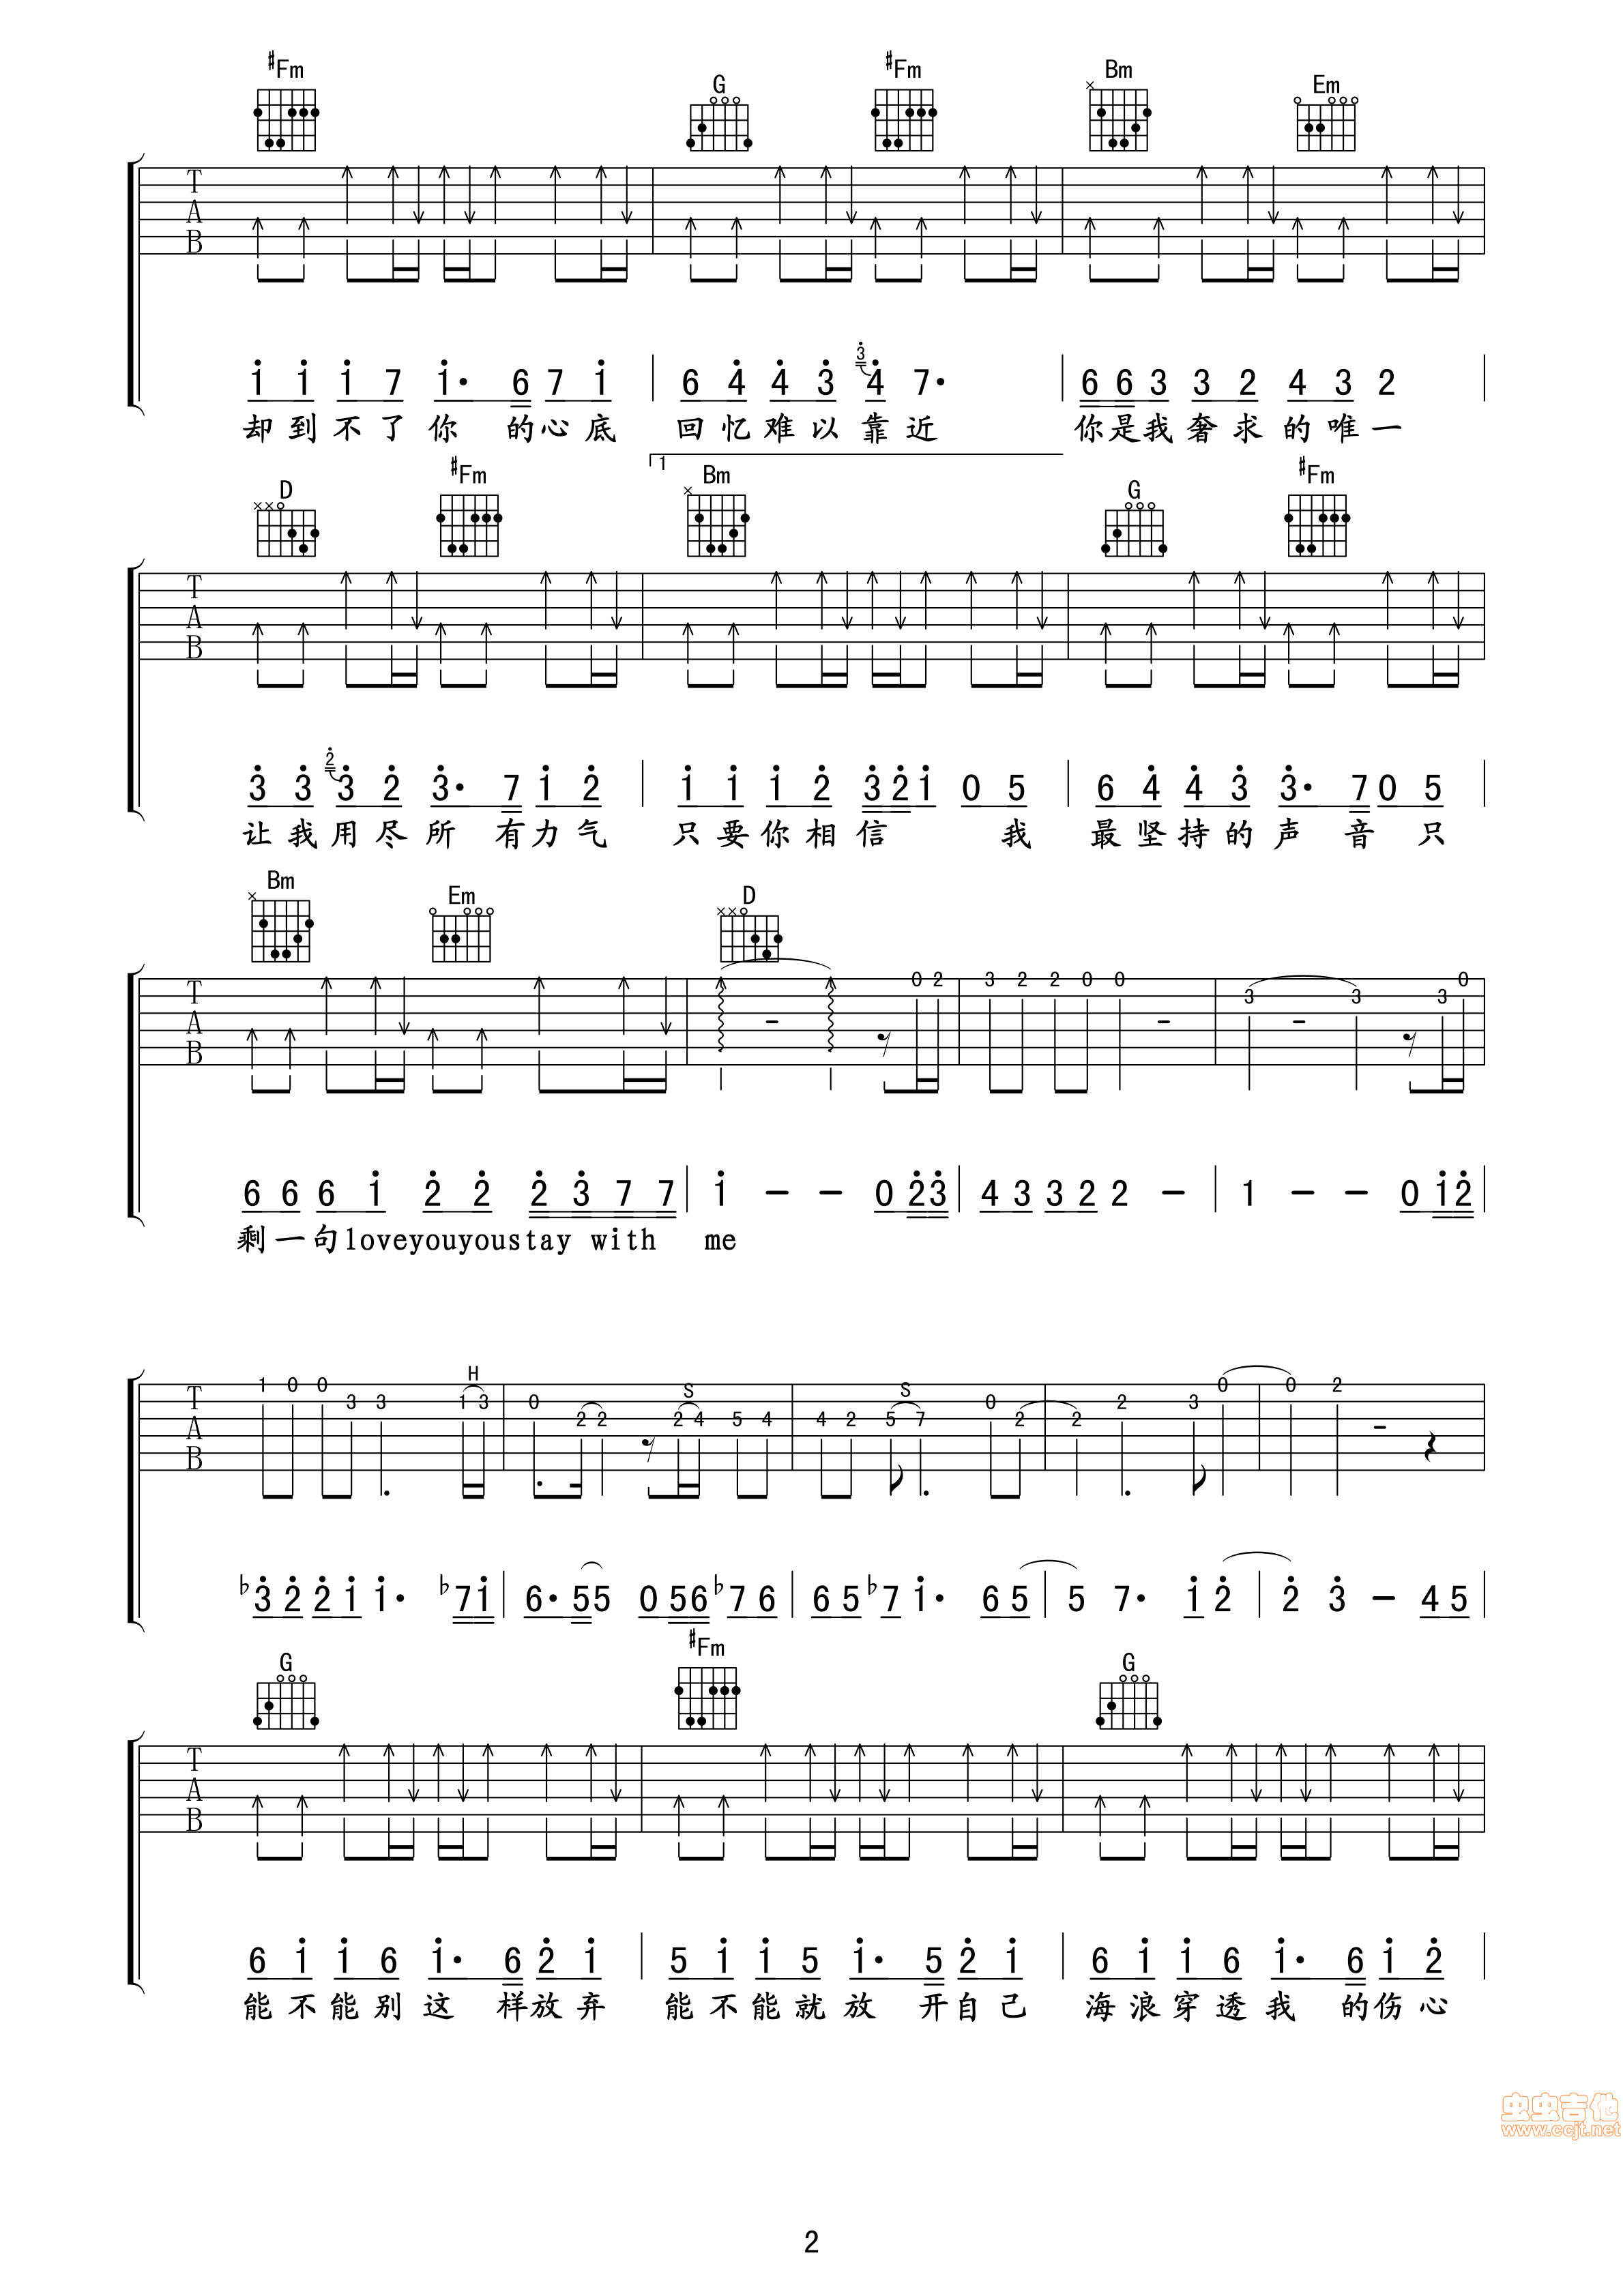 #Fm G #Fm Bm Em
T
A
B
1 1 1 7 1· 6 7 1 6 4 4 3 3 4 7· 6 6 3 3 2 4 3 2
却到不了你 的心底 回忆难以靠近 你是我奢求的唯一
1
D #Fm Bm G #Fm
T
A
B
3 3 2 3 2 3· 7 1 2 1 1 1 2 3 2 1 0 5 6 4 4 3 3· 7 0 5
让我用尽所 有力气 只要你相信 我 最坚持的声 音 只
Bm Em D
T
A
B
0 2 3 2 2 0 0 3 3 3 0
6 6 6 1 2 2 2 3 7 7 1 - - 0 2 3 4 3 3 2 2 - 1 - - 0 1 2
剩一句loveyouyoustay with me
H S S
T
A
B
1 0 0 3 3 1 3 0 2 2 2 4 5 4 4 2 5 7 0 2 2 2 3 0 0 2
♭3 2 2 1 1· ♭7 1 6· 5 5 0 5 6 ♭7 6 6 5 ♭7 1· 6 5 5 7· 1 2 2 3 - 4 5
G #Fm G
T
A
B
6 1 1 6 1· 6 2 1 5 1 1 5 1· 5 2 1 6 1 1 6 1· 6 1 2
能不能别这 样放弃 能不能就放 开自己 海浪穿透我 的伤心
虫虫吉他
www.ccjt.net
2